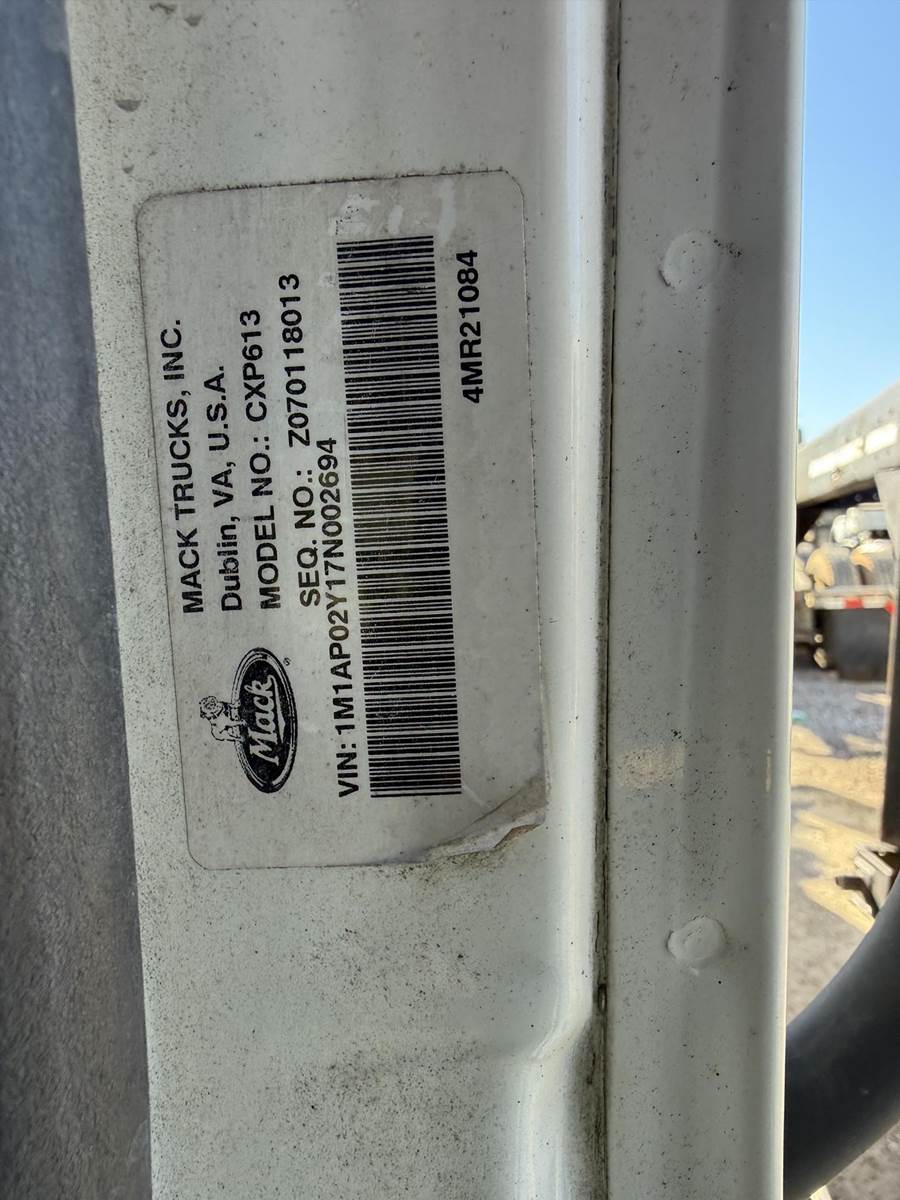 MACK TRUCKS, INC.
Dublin, VA, U.S.A.
MODEL NO.: CXP613
SEQ. NO.: Z070118013
Mack
VIN: 1M1AP02Y17N002694
4MR21084